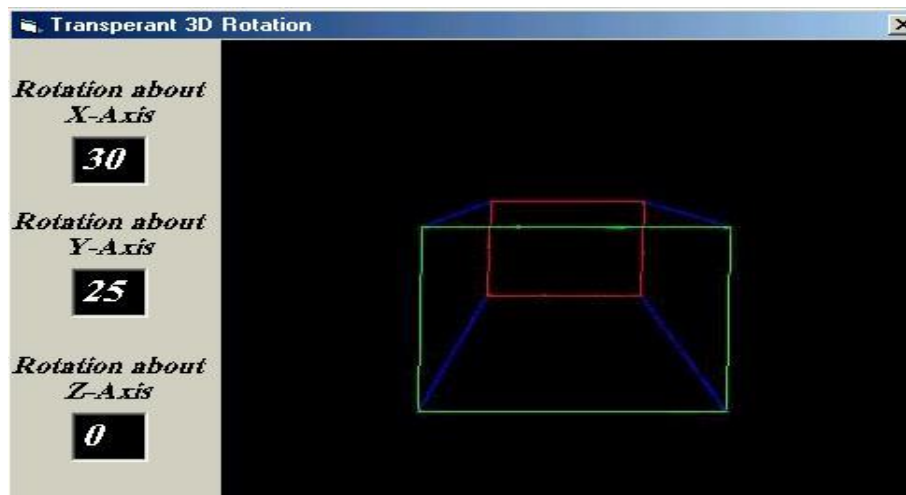 Transperant 3D Rotation
Rotation about
X-Axis
30
Rotation about
Y-Axis
25
Rotation about
Z-Axis
0